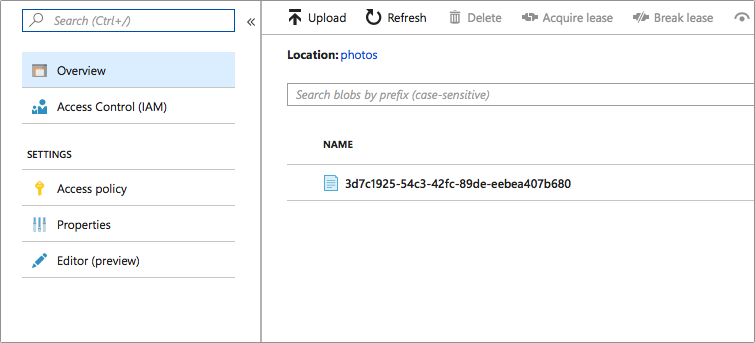 Search (Ctrl+/)
«
Overview
Access Control (IAM)
SETTINGS
Access policy
Properties
Editor (preview)
Upload Refresh Delete Acquire lease Break lease
Location: photos
Search blobs by prefix (case-sensitive)
NAME
3d7c1925-54c3-42fc-89de-eebea407b680